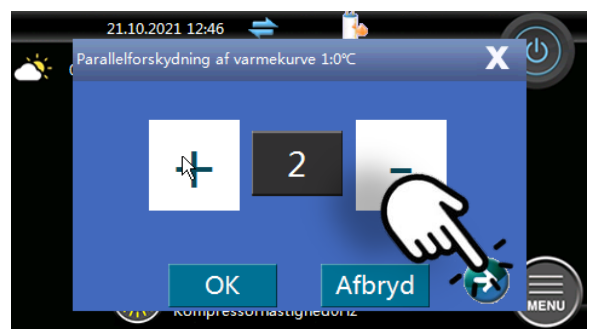 21.10.2021 12:46
Parallelforskydning af varmekurve 1:0°C
X
+ 2 -
OK Afbryd
MENU